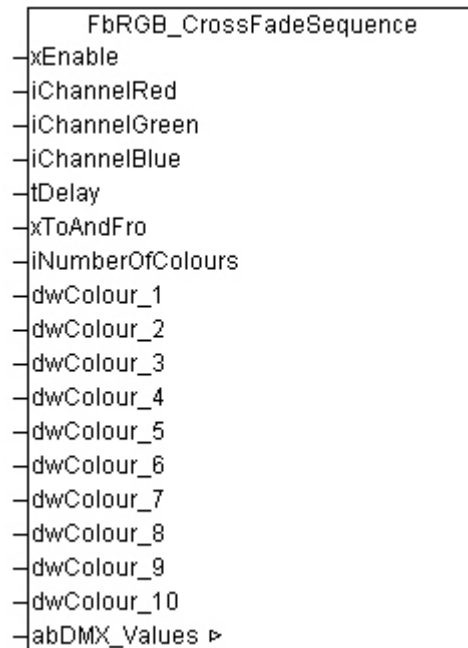 FbRGB_CrossFadeSequence
xEnable
iChannelRed
iChannelGreen
iChannelBlue
tDelay
xToAndFro
iNumberOfColours
dwColour_1
dwColour_2
dwColour_3
dwColour_4
dwColour_5
dwColour_6
dwColour_7
dwColour_8
dwColour_9
dwColour_10
abDMX_Values ▹